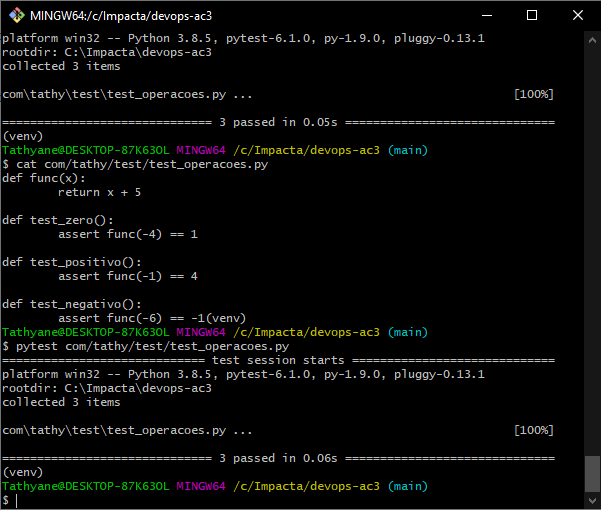 MINGW64:/c/Impacta/devops-ac3
platform win32 -- Python 3.8.5, pytest-6.1.0, py-1.9.0, pluggy-0.13.1
rootdir: C:\Impacta\devops-ac3
collected 3 items
com\tathy\test\test_operacoes.py ... [100%]
============================== 3 passed in 0.05s ==============================
(venv)
Tathyane@DESKTOP-87K63OL MINGW64 /c/Impacta/devops-ac3 (main)
$ cat com/tathy/test/test_operacoes.py
def func(x):
        return x + 5
def test_zero():
        assert func(-4) == 1
def test_positivo():
        assert func(-1) == 4
def test_negativo():
        assert func(-6) == -1(venv)
Tathyane@DESKTOP-87K63OL MINGW64 /c/Impacta/devops-ac3 (main)
$ pytest com/tathy/test/test_operacoes.py
============================= test session starts =============================
platform win32 -- Python 3.8.5, pytest-6.1.0, py-1.9.0, pluggy-0.13.1
rootdir: C:\Impacta\devops-ac3
collected 3 items
com\tathy\test\test_operacoes.py ... [100%]
============================== 3 passed in 0.06s ==============================
(venv)
Tathyane@DESKTOP-87K63OL MINGW64 /c/Impacta/devops-ac3 (main)
$